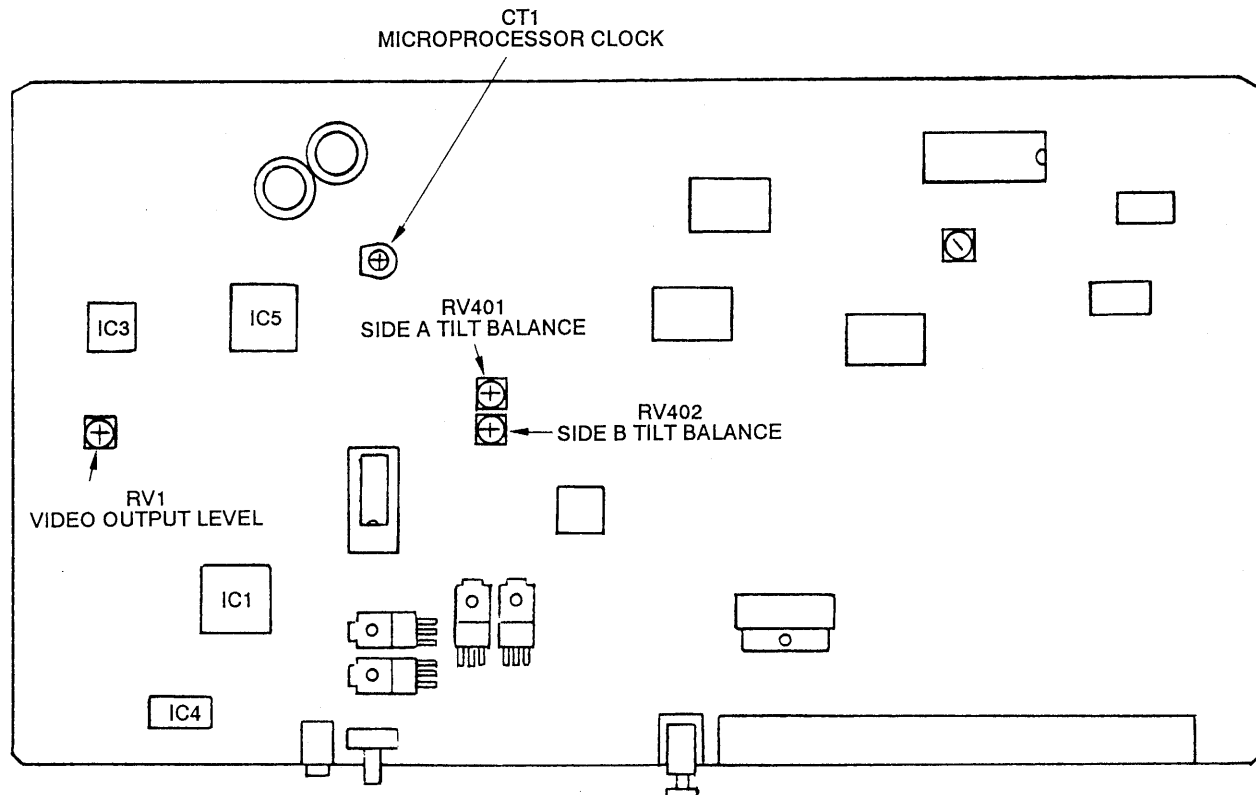 CT1
MICROPROCESSOR CLOCK
RV401
SIDE A TILT BALANCE
IC3
IC5
RV402
SIDE B TILT BALANCE
RV1
VIDEO OUTPUT LEVEL
IC1
IC4